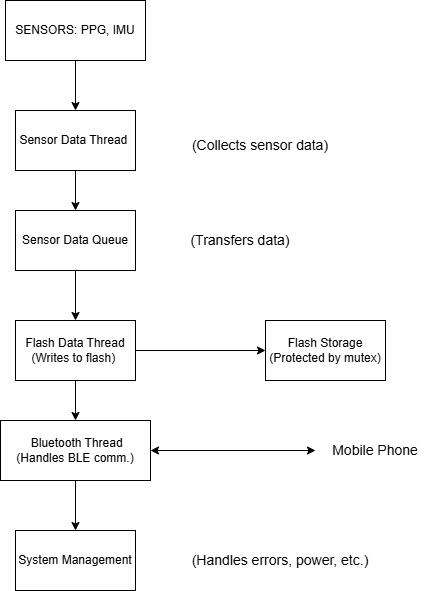 SENSORS: PPG, IMU
Sensor Data Thread
(Collects sensor data)
Sensor Data Queue
(Transfers data)
Flash Data Thread
(Writes to flash)
Flash Storage
(Protected by mutex)
Bluetooth Thread
(Handles BLE comm.)
Mobile Phone
System Management
(Handles errors, power, etc.)